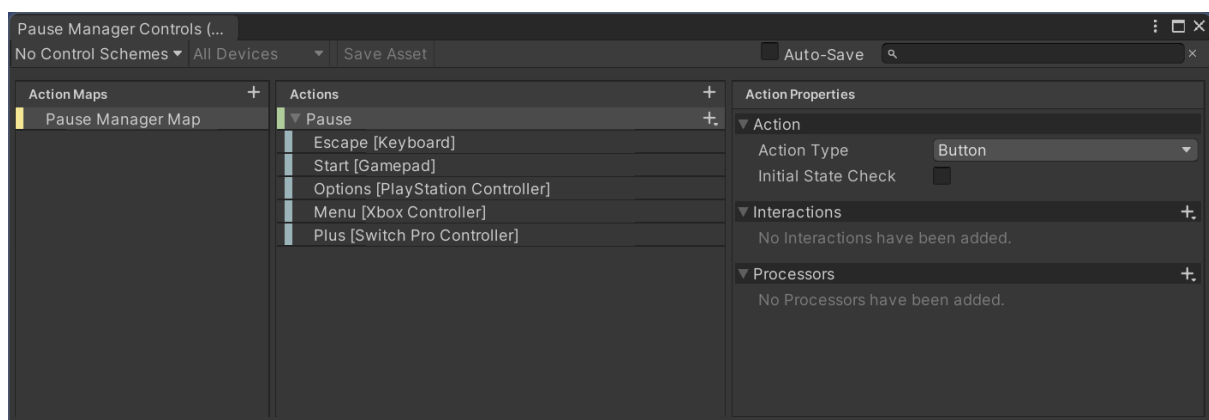 Pause Manager Controls (...
No Control Schemes All Devices Save Asset Auto-Save
Action Maps
Pause Manager Map
Actions
Pause
Escape [Keyboard]
Start [Gamepad]
Options [PlayStation Controller]
Menu [Xbox Controller]
Plus [Switch Pro Controller]
Action Properties
Action
Action Type Button
Initial State Check
Interactions
No Interactions have been added.
Processors
No Processors have been added.